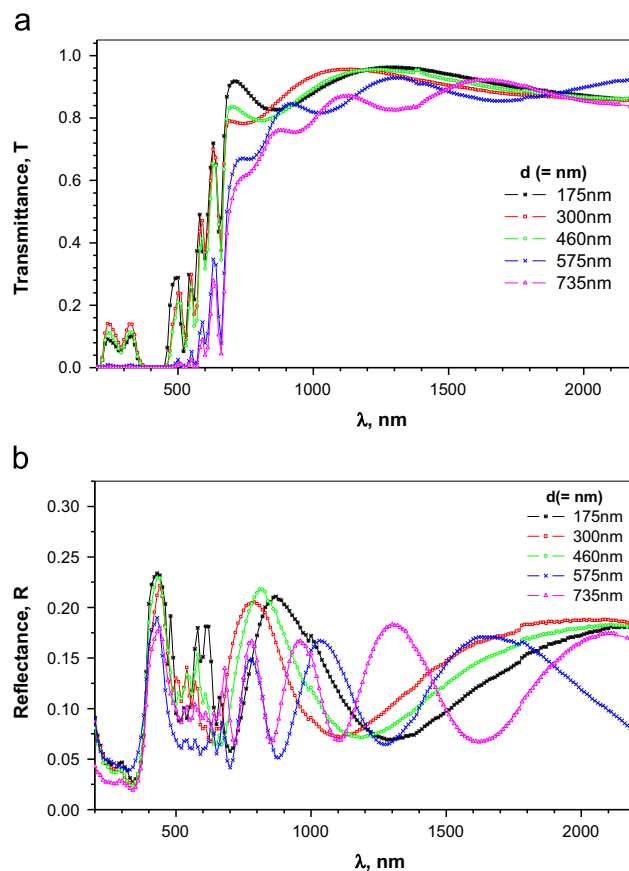 a
1.0
0.8
0.6
0.4
0.2
0.0
Transmittance, T
d (= nm)
175nm
300nm
460nm
575nm
735nm
500 1000 1500 2000
λ, nm
b
0.30
0.25
0.20
0.15
0.10
0.05
0.00
Reflectance, R
d(= nm)
175nm
300nm
460nm
575nm
735nm
500 1000 1500 2000
λ, nm